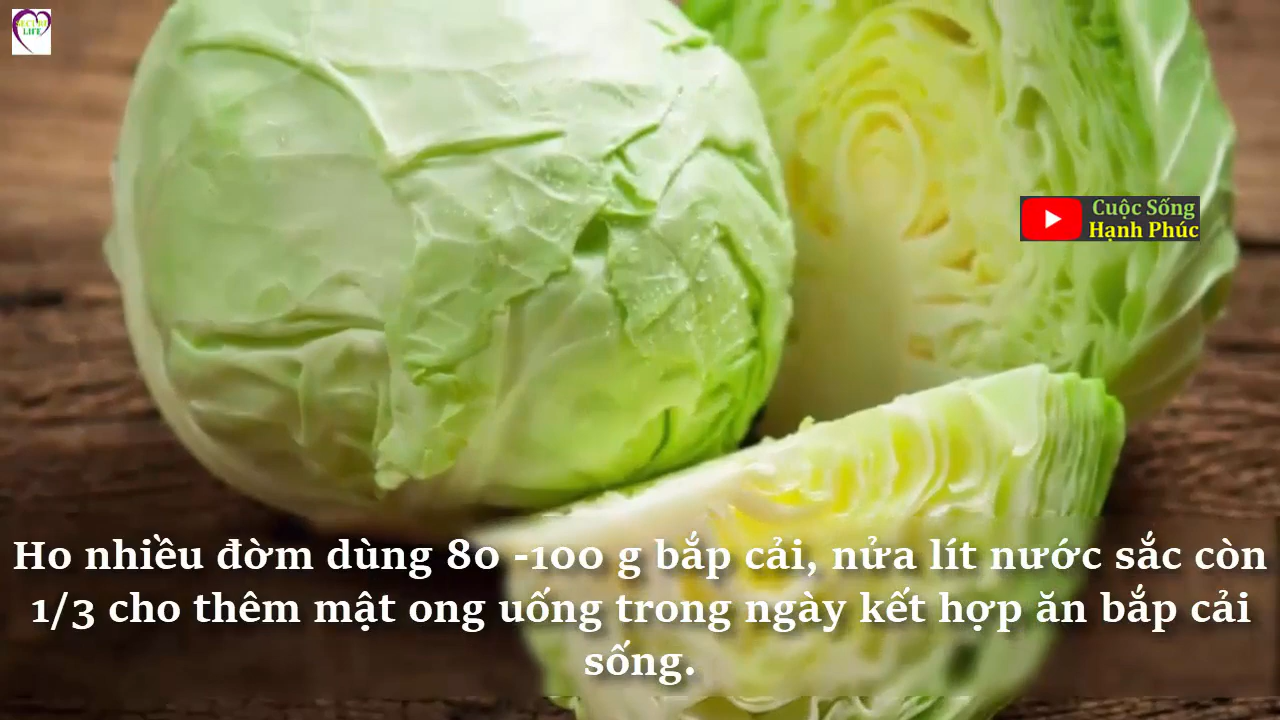 LIFE
Cuộc Sống
Hạnh Phúc
Ho nhiều đờm dùng 80 -100 g bắp cải, nửa lít nước sắc còn
1/3 cho thêm mật ong uống trong ngày kết hợp ăn bắp cải
sống.